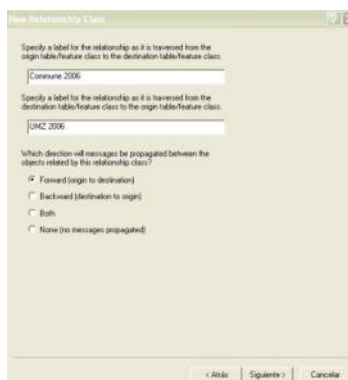 New Relationship Class
Specify a label for the relationship as it is traversed from the
origin table/feature class to the destination table/feature class.
Commune 2006
Specify a label for the relationship as it is traversed from the
destination table/feature class to the origin table/feature class.
UMZ 2006
Which direction will messages be propagated between the
objects related by this relationship class?
Forward (origin to destination)
Backward (destination to origin)
Both
None (no messages propagated)
< Atrás
Siguiente >
Cancelar